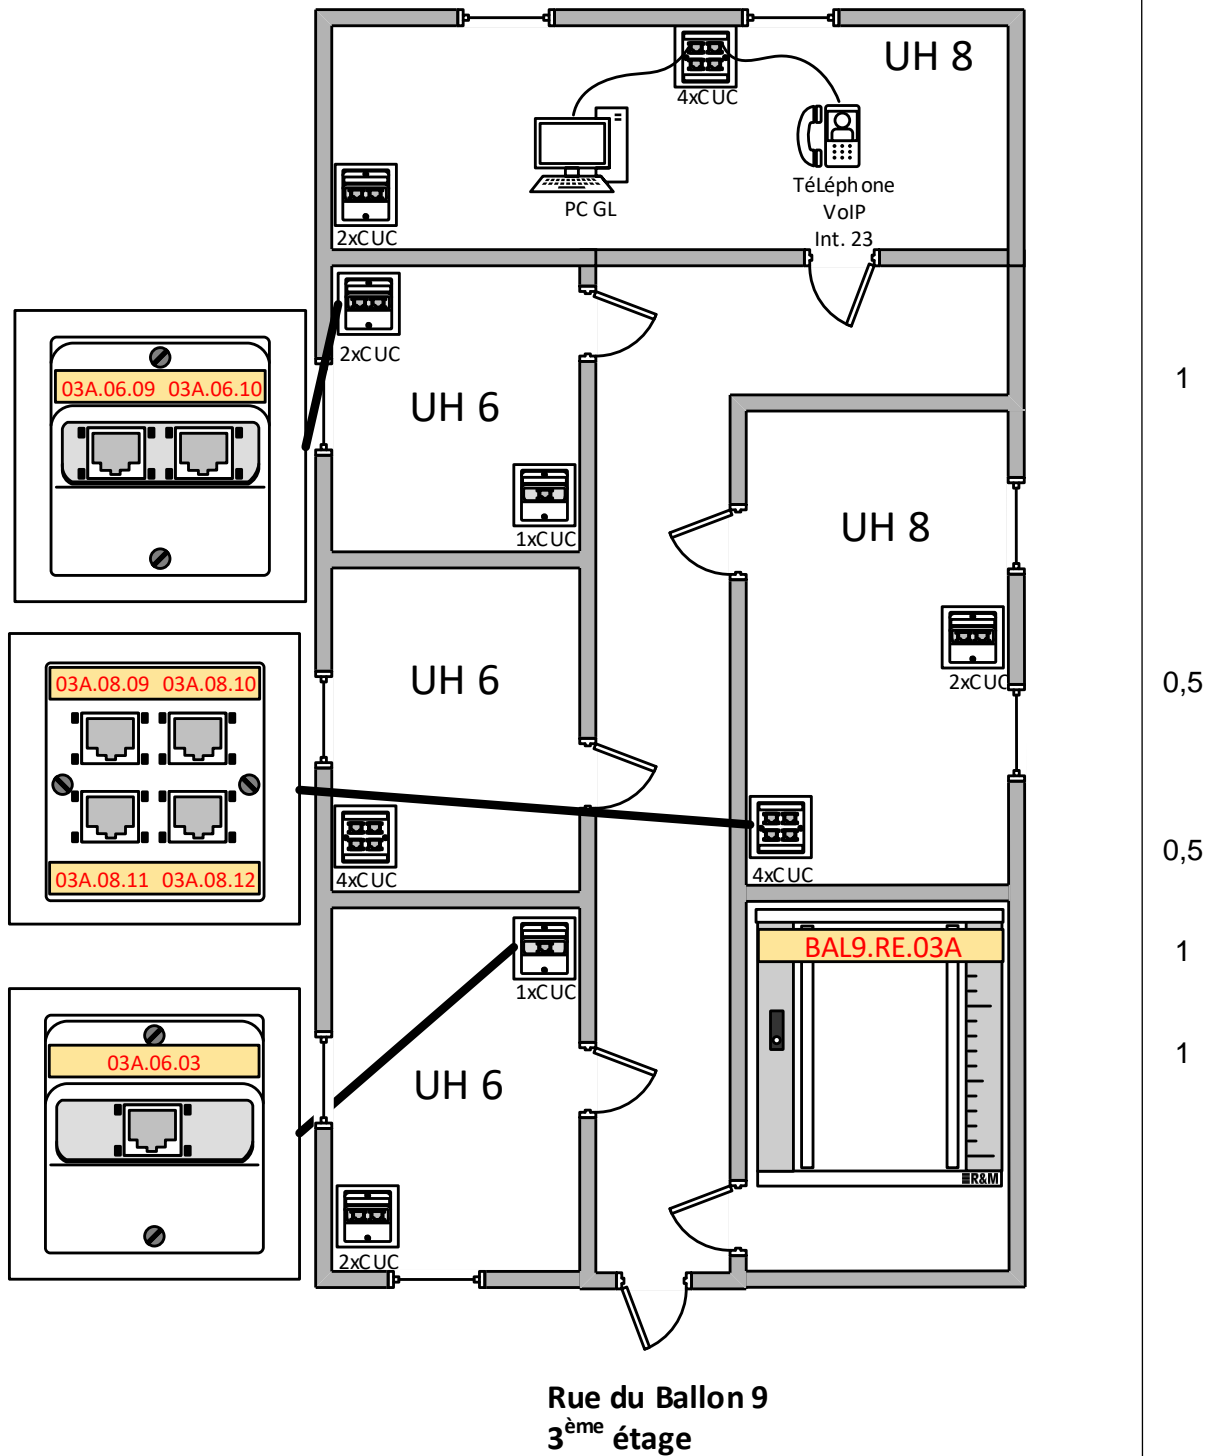 UH 8
4xCUC
PC GL
TéLéphone
VoIP
Int. 23
2xCUC
2xCUC
03A.06.09 03A.06.10
1
UH 6
1xCUC
UH 8
UH 6
2xCUC
0,5
03A.08.09 03A.08.10
03A.08.11 03A.08.12
4xCUC
4xCUC
0,5
BAL9.RE.03A
1
1xCUC
03A.06.03
1
UH 6
R&M
2xCUC
Rue du Ballon 9
3ème étage